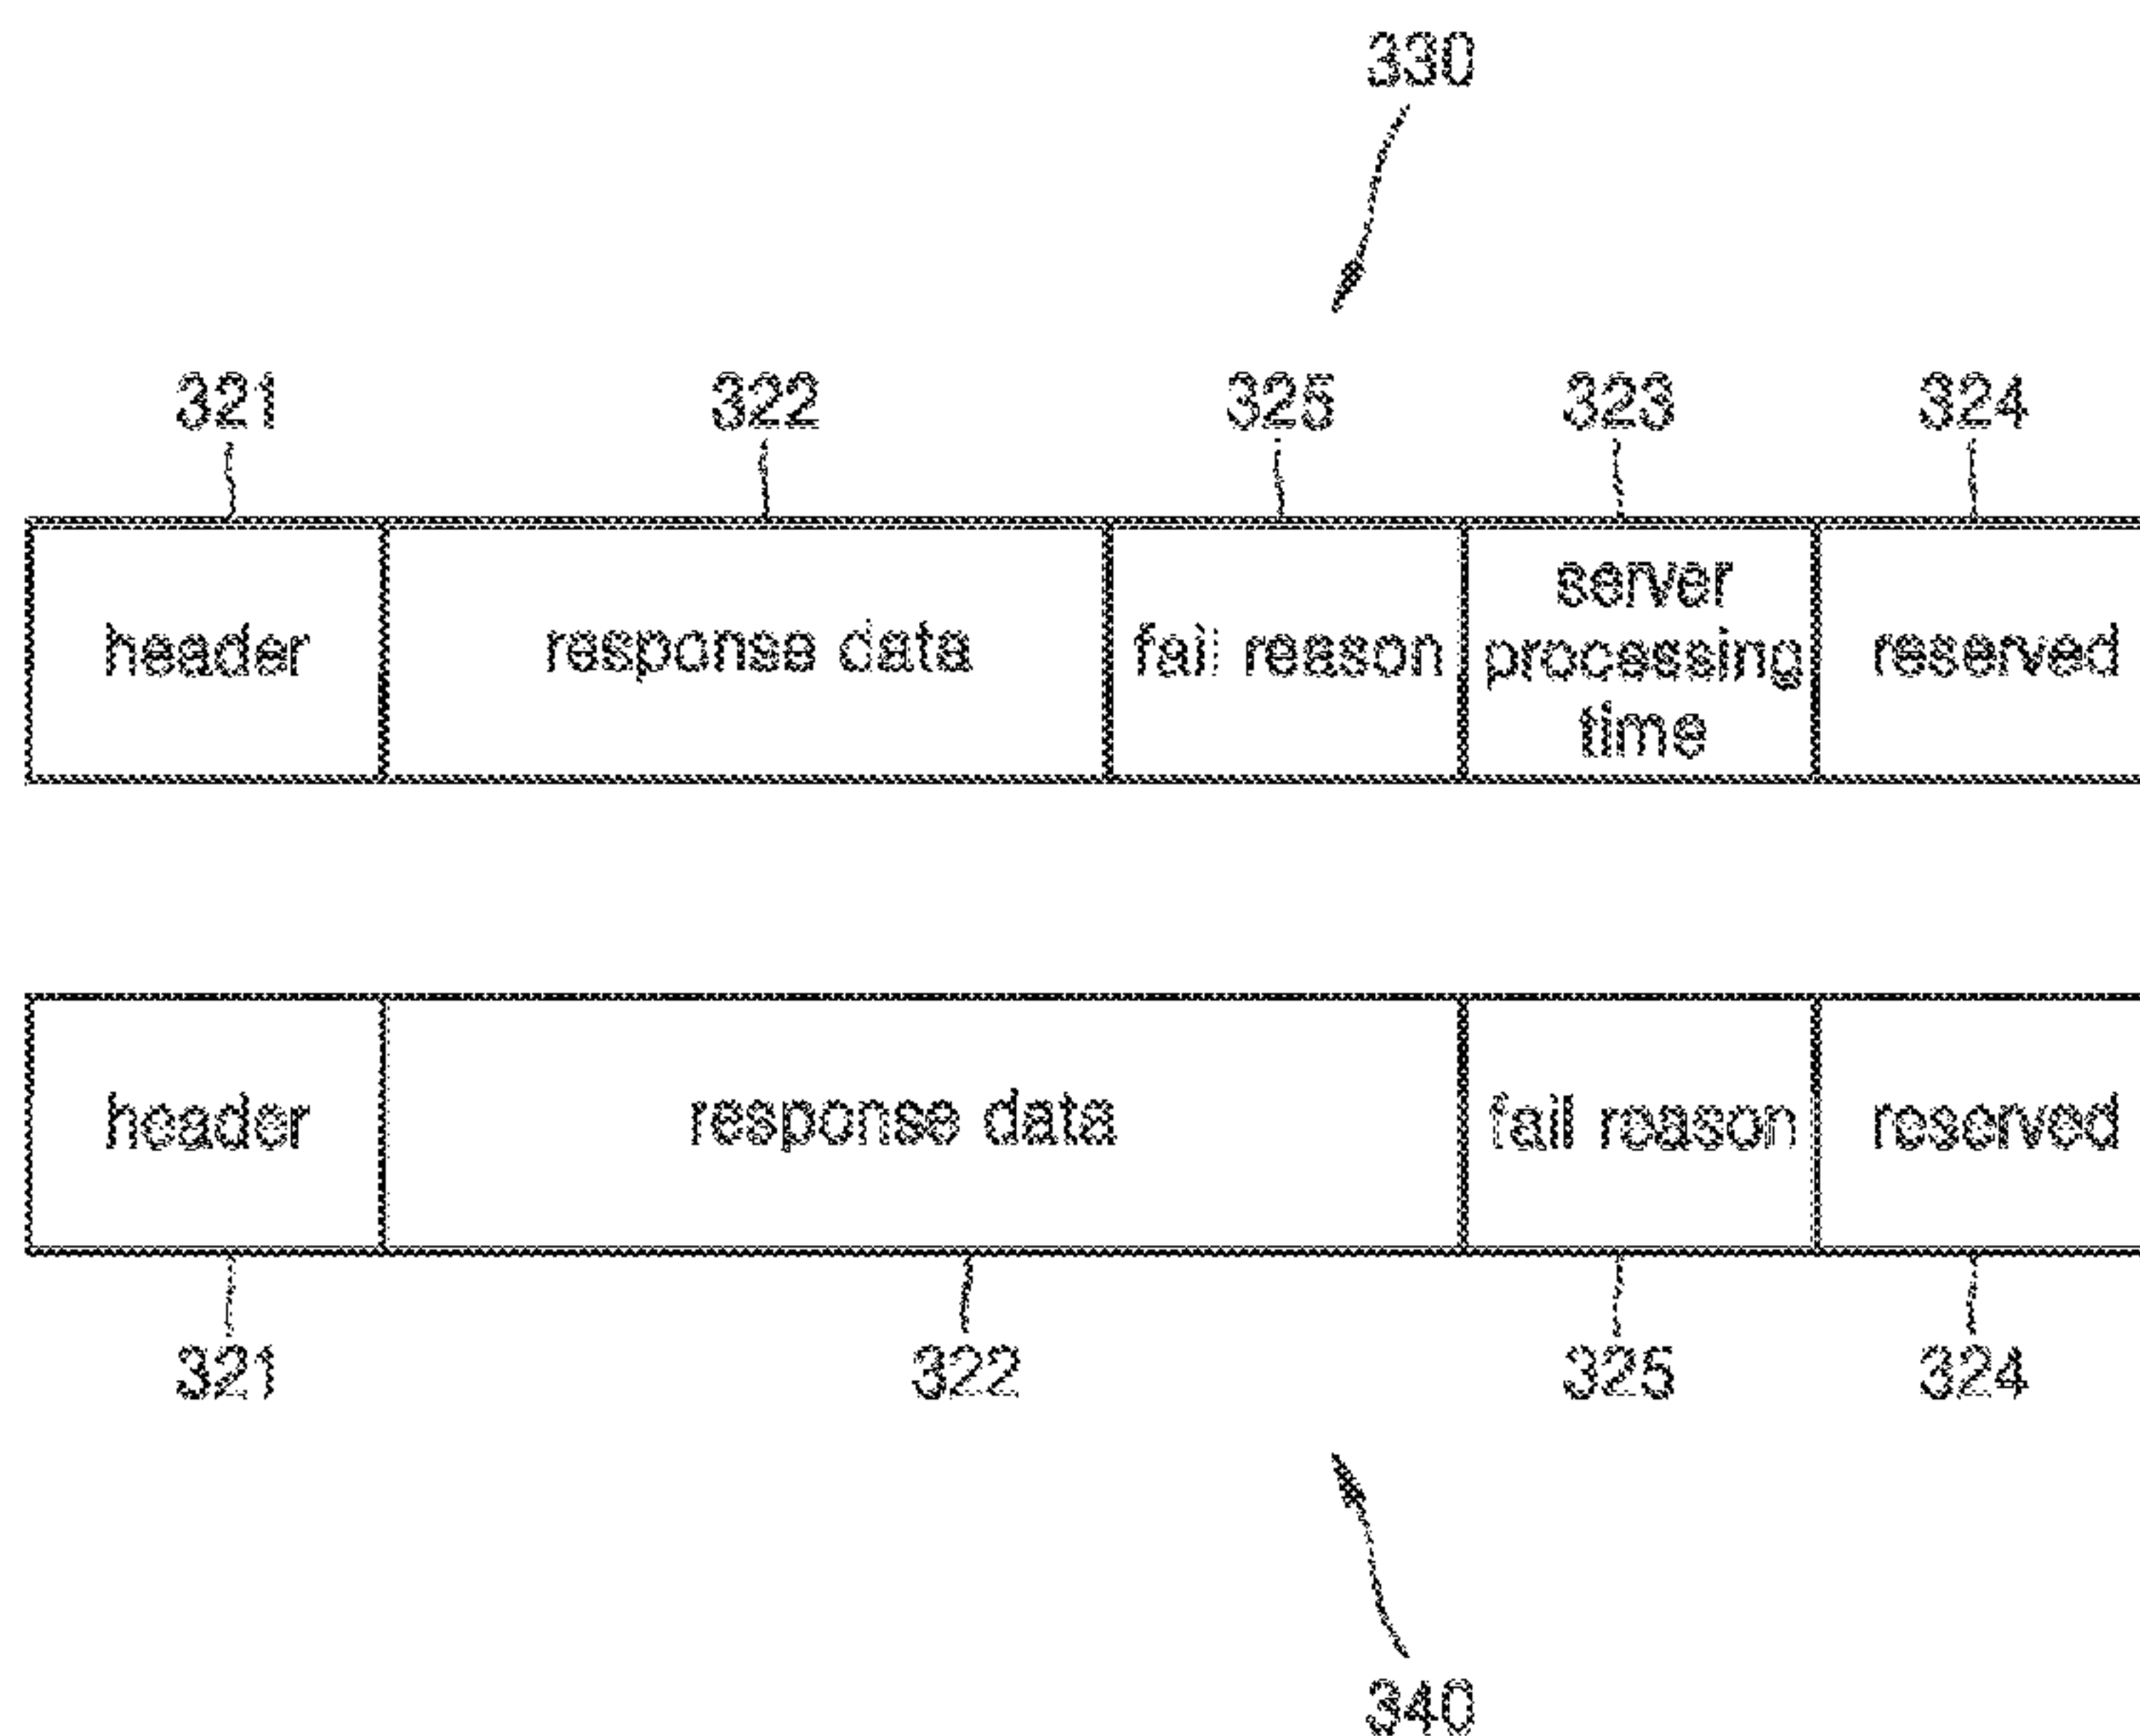 330
321 322 325 323 324
header response data fail reason server processing time reserved
header response data fail reason reserved
321 322 325 324
340